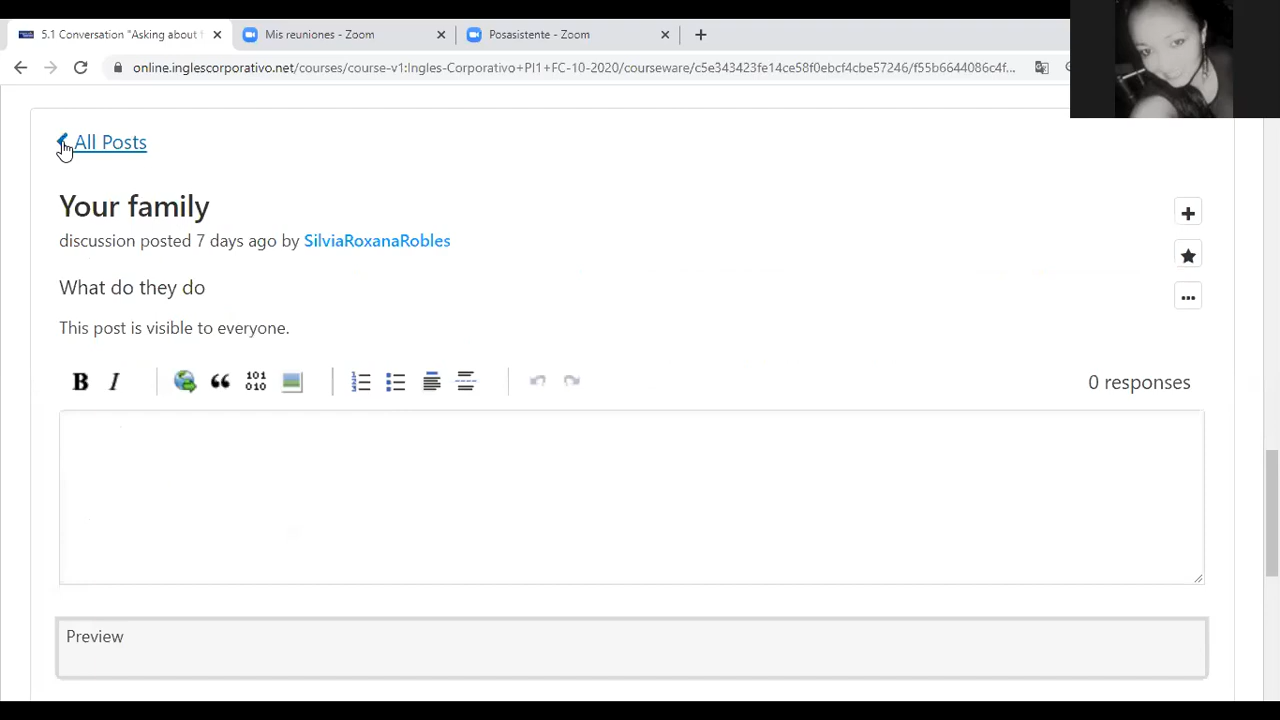 5.1 Conversation "Asking about
Mis reuniones - Zoom
Posasistente - Zoom
online.inglescorporativo.net/courses/course-v1:Ingles-Corporativo+PI1+FC-10-2020/courseware/c5e343423fe14ce58f0ebcf4cbe57246/f55b6644086c4f...
All Posts
Your family
discussion posted 7 days ago by SilviaRoxanaRobles
What do they do
This post is visible to everyone.
B I
101
010
0 responses
Preview